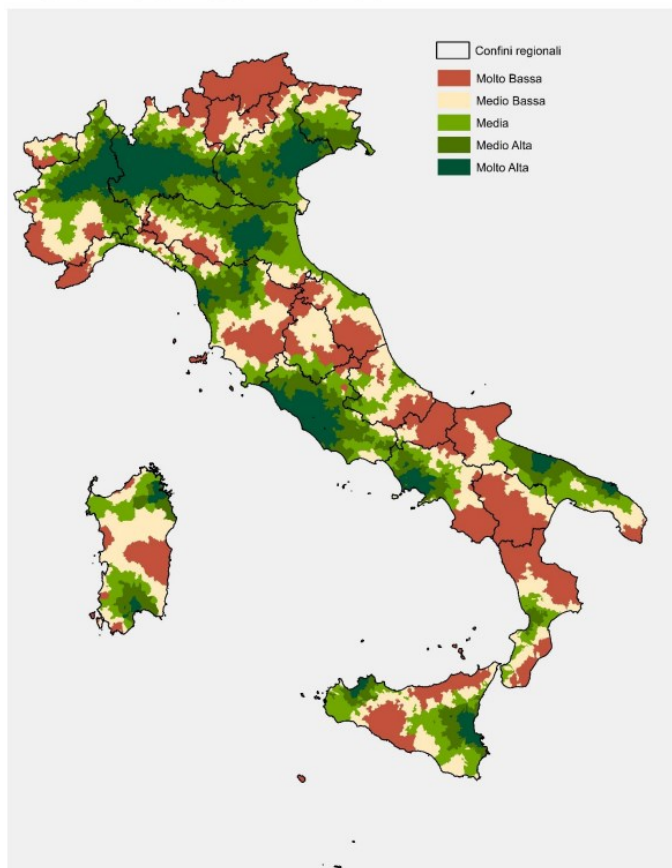 Confini regionali
Molto Bassa
Medio Bassa
Media
Medio Alta
Molto Alta